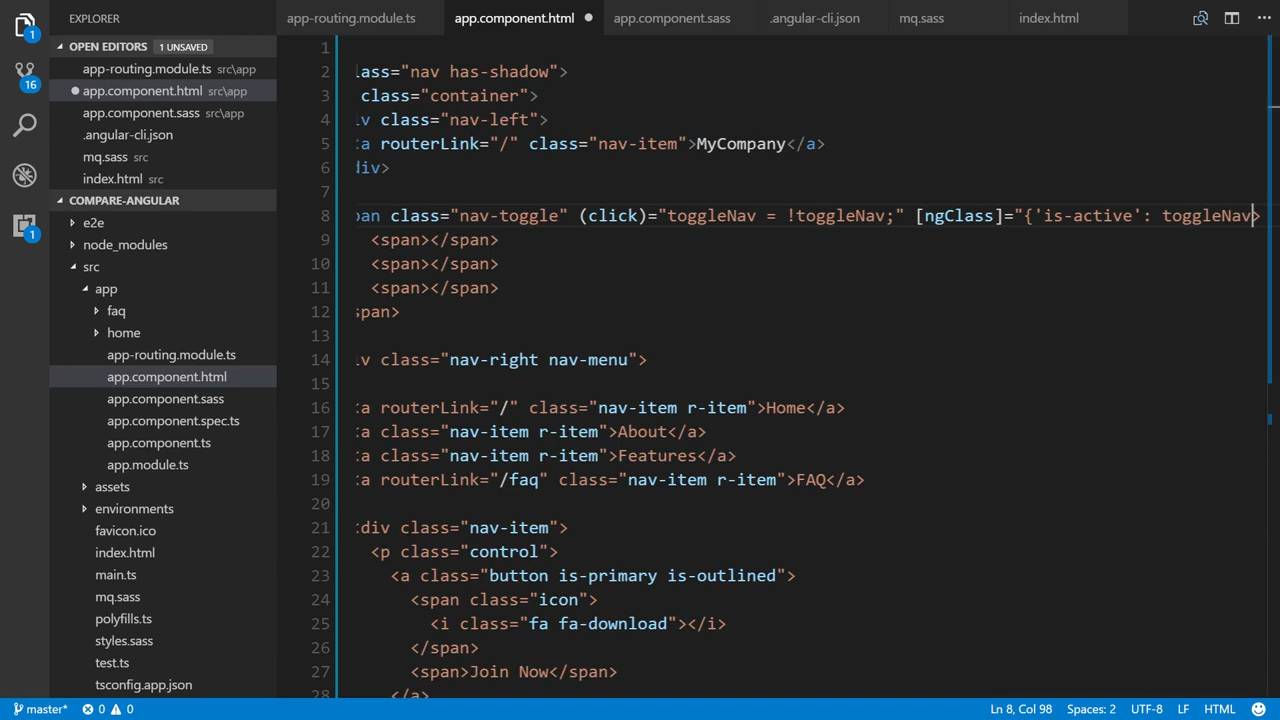 EXPLORER
app-routing.module.ts
app.component.html
app.component.sass
.angular-cli.json
mq.sass
index.html
1
OPEN EDITORS 1 UNSAVED
app-routing.module.ts src\app
app.component.html src\app
app.component.sass src\app
.angular-cli.json
mq.sass src
index.html src
16
1
COMPARE-ANGULAR
e2e
node_modules
src
app
faq
home
app-routing.module.ts
app.component.html
app.component.sass
app.component.spec.ts
app.component.ts
app.module.ts
assets
environments
favicon.ico
index.html
main.ts
mq.sass
polyfills.ts
styles.sass
test.ts
tsconfig.app.json
1
2 lass="nav has-shadow">
3 class="container">
4 iv class="nav-left">
5 <a routerLink="/" class="nav-item">MyCompany</a>
6 div>
7
8 pan class="nav-toggle" (click)="toggleNav = !toggleNav;" [ngClass]="{'is-active': toggleNav>
9 <span></span>
10 <span></span>
11 <span></span>
12 span>
13
14 iv class="nav-right nav-menu">
15
16 <a routerLink="/" class="nav-item r-item">Home</a>
17 <a class="nav-item r-item">About</a>
18 <a class="nav-item r-item">Features</a>
19 <a routerLink="/faq" class="nav-item r-item">FAQ</a>
20
21 <div class="nav-item">
22 <p class="control">
23 <a class="button is-primary is-outlined">
24 <span class="icon">
25 <i class="fa fa-download"></i>
26 </span>
27 <span>Join Now</span>
28 </a>
master* 0 0
Ln 8, Col 98 Spaces: 2 UTF-8 LF HTML